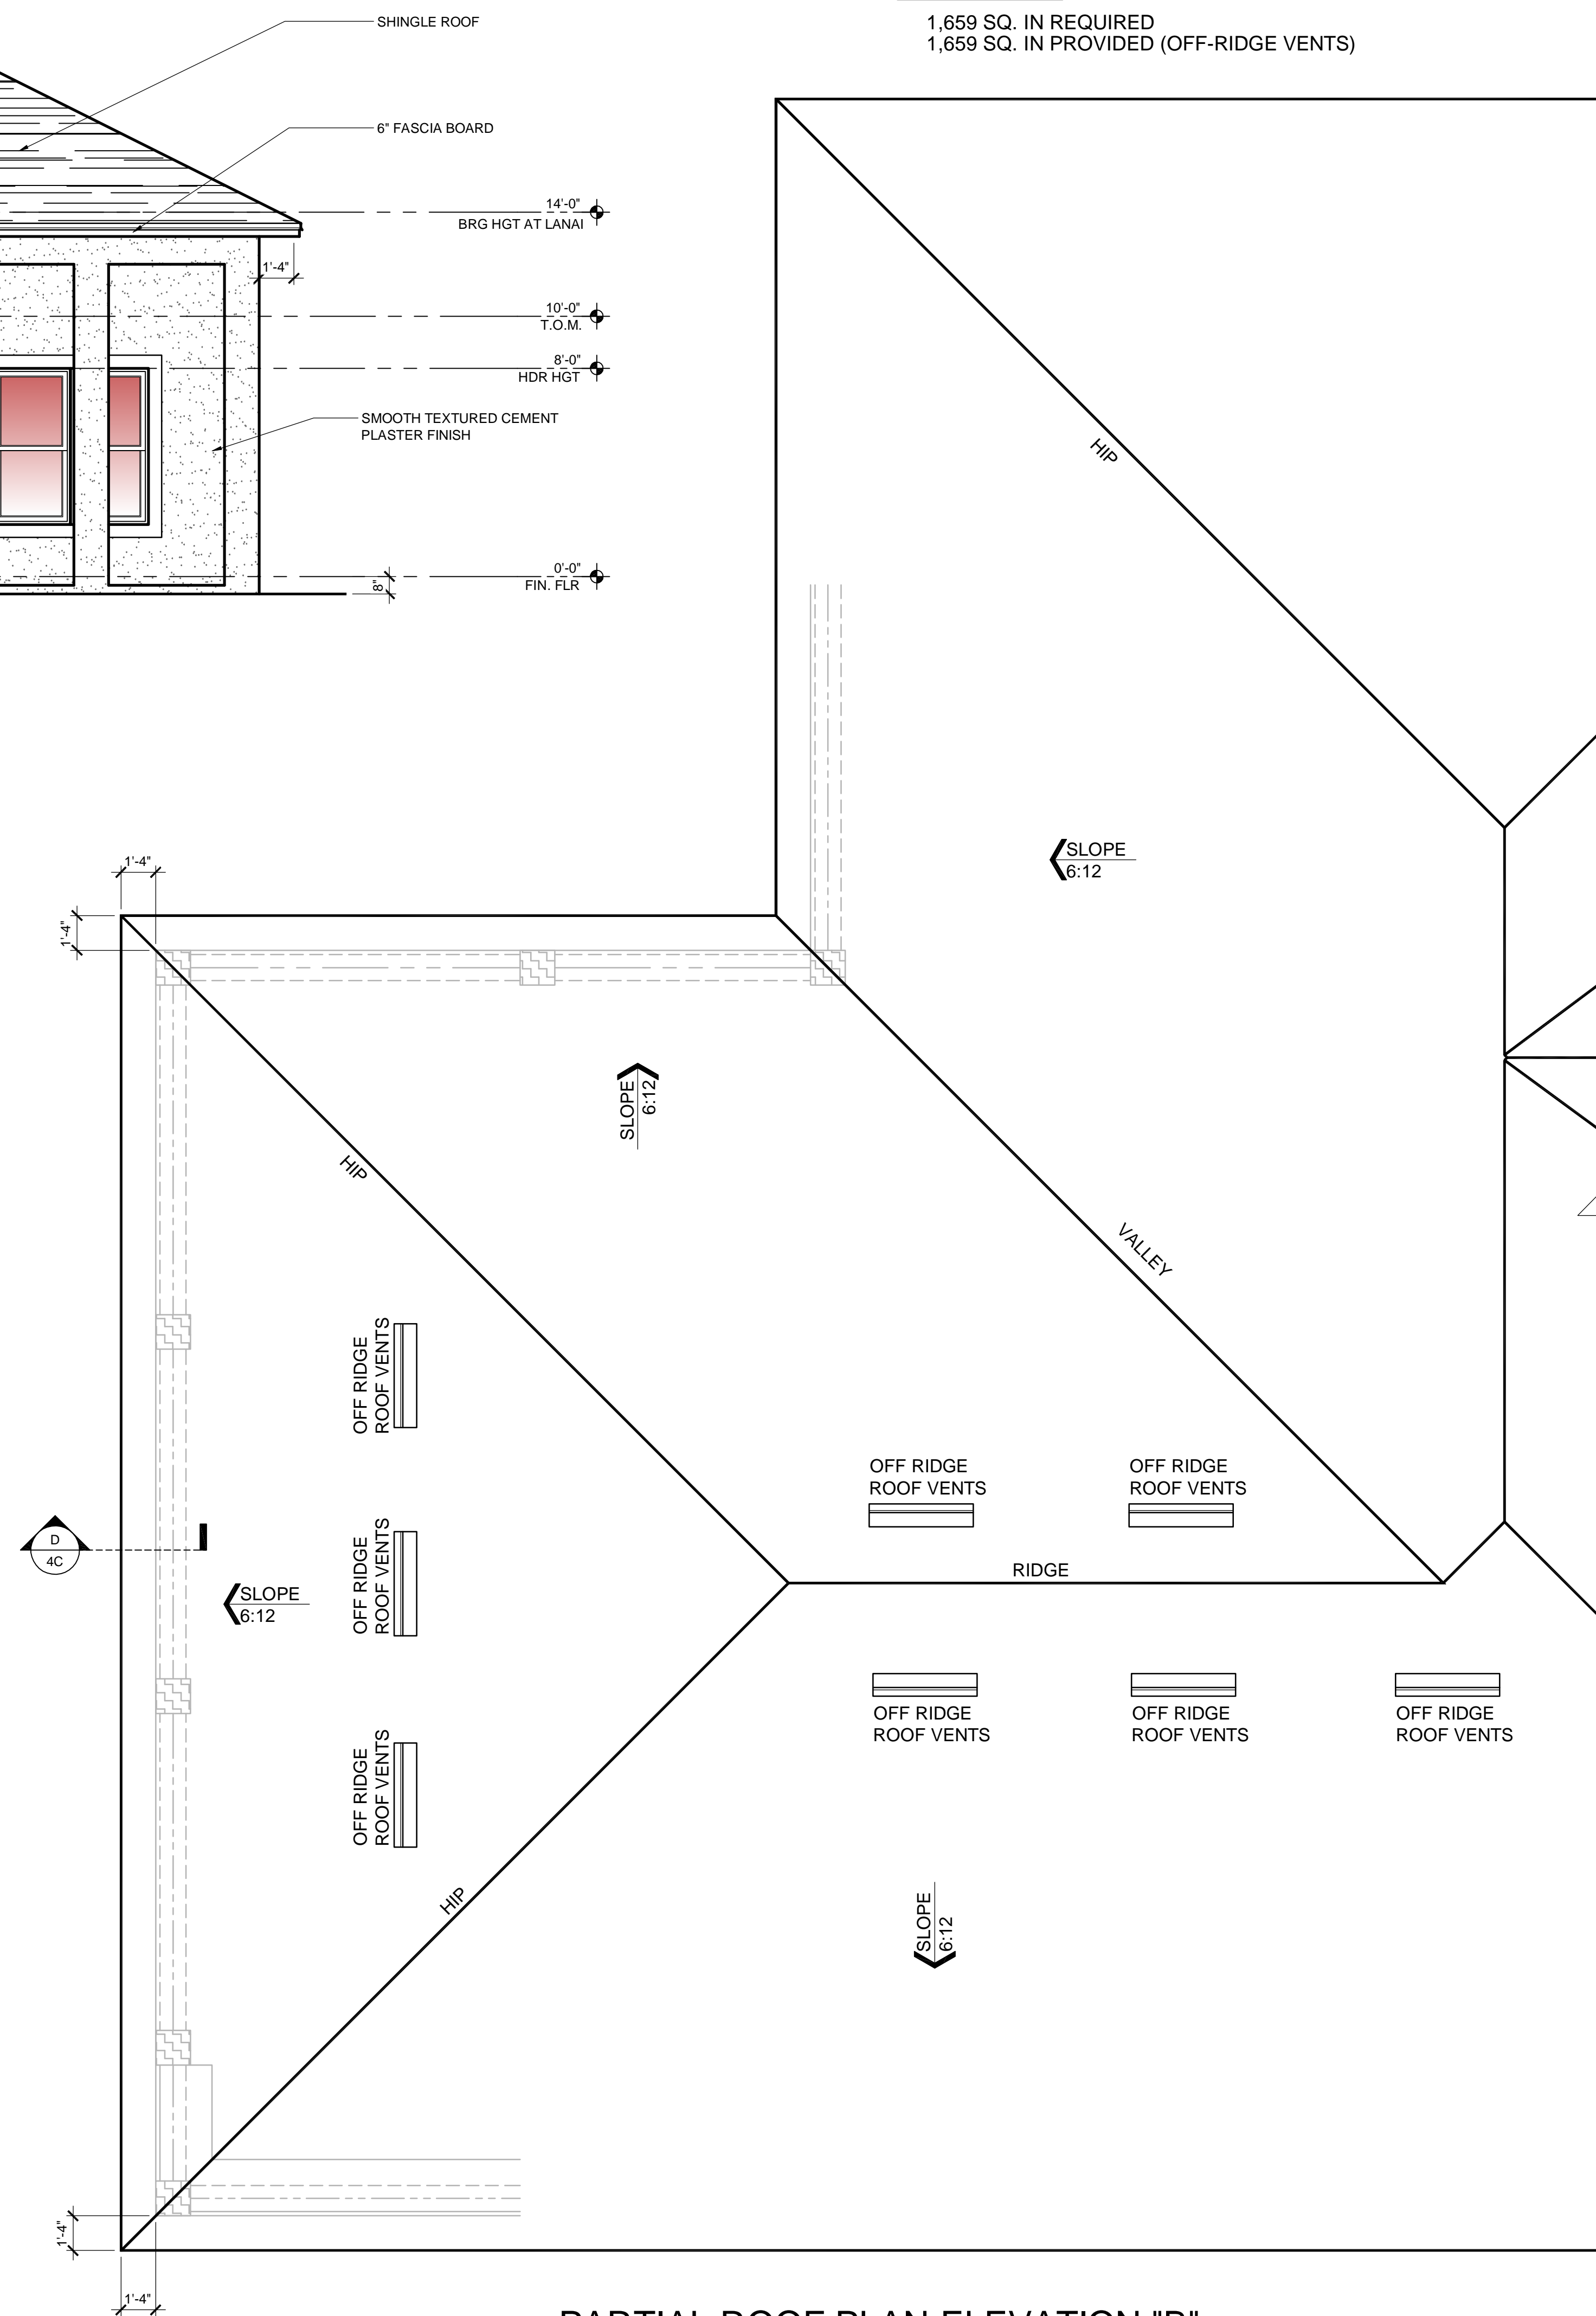 SHINGLE ROOF
1,659 SQ. IN REQUIRED
1,659 SQ. IN PROVIDED (OFF-RIDGE VENTS)
6" FASCIA BOARD
14'-0"
BRG HGT AT LANAI
1'-4"
10'-0"
T.O.M.
8'-0"
HDR HGT
SMOOTH TEXTURED CEMENT
PLASTER FINISH
0'-0"
FIN. FLR
8"
HIP
SLOPE
6:12
1'-4"
1'-4"
SLOPE
6:12
HIP
VALLEY
OFF RIDGE
ROOF VENTS
OFF RIDGE
ROOF VENTS
OFF RIDGE
ROOF VENTS
D
4C
OFF RIDGE
ROOF VENTS
RIDGE
SLOPE
6:12
OFF RIDGE
ROOF VENTS
OFF RIDGE
ROOF VENTS
OFF RIDGE
ROOF VENTS
OFF RIDGE
ROOF VENTS
HIP
SLOPE
6:12
1'-4"
1'-4"
PARTIAL ROOF PLAN ELEVATION "B"